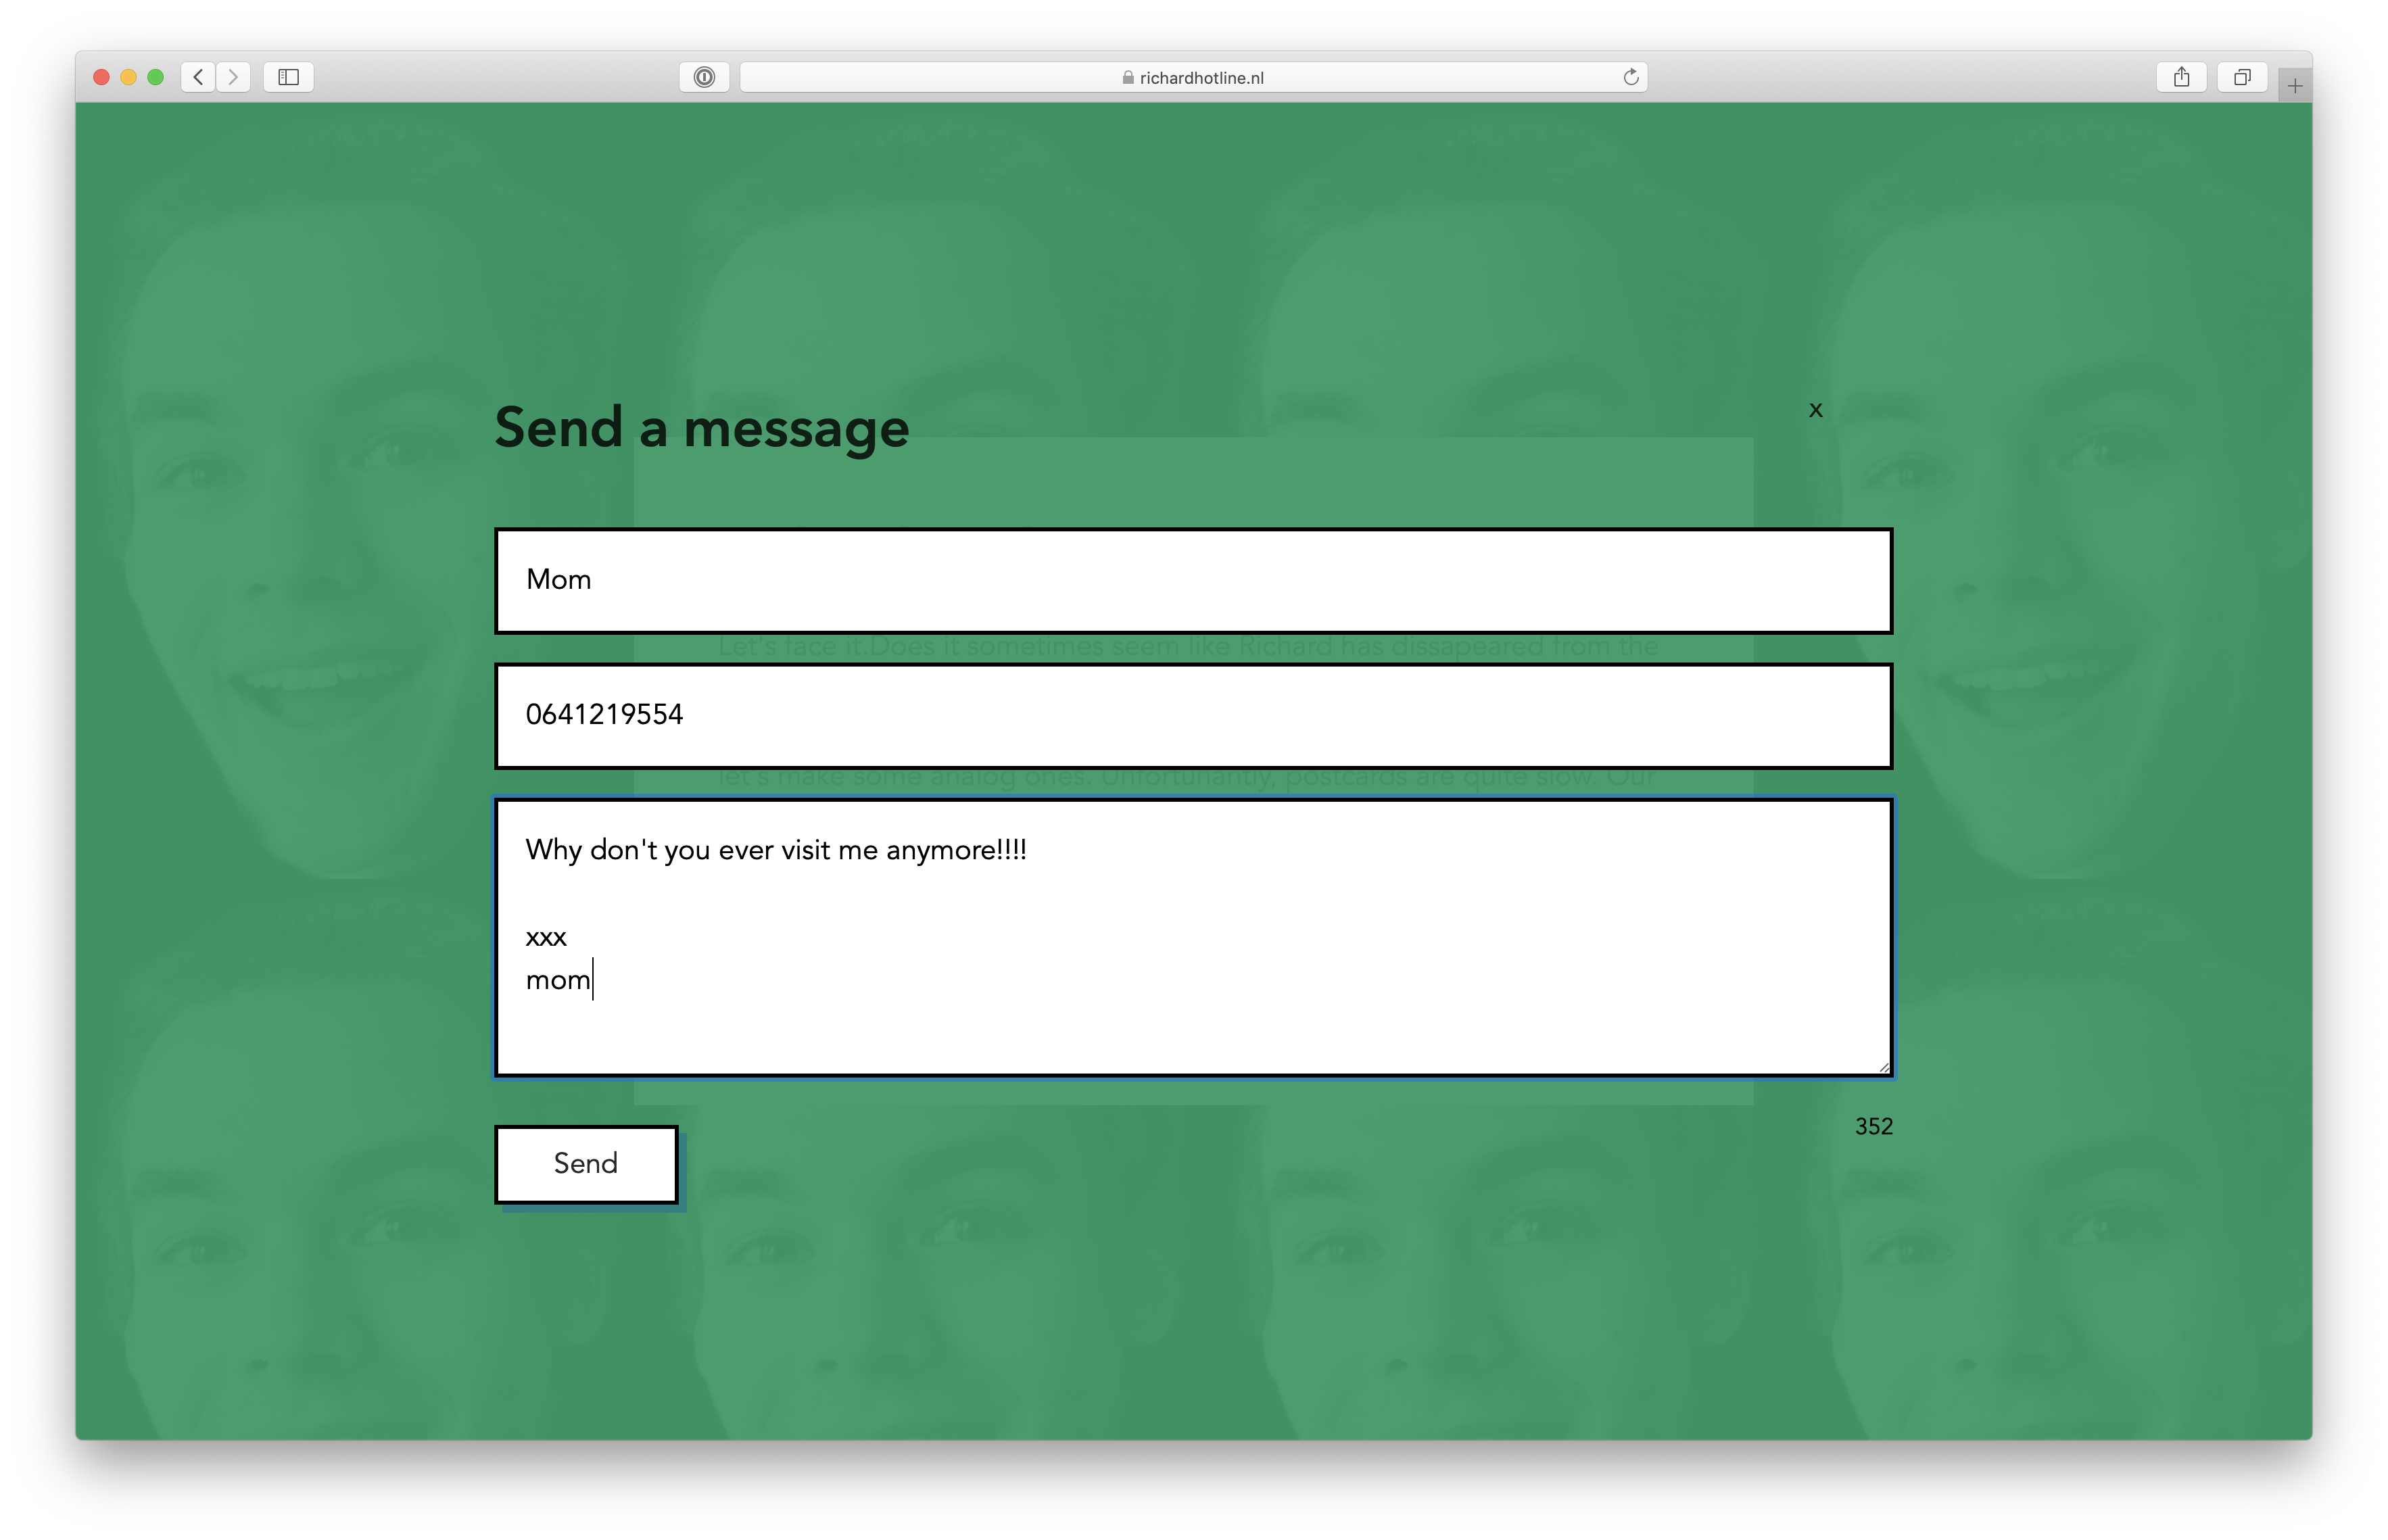 richardhotline.nl
Send a message
x
Mom
Let's face it.Does it sometimes seem like Richard has dissapeared from the
0641219554
let's make some analog ones. Unfortunantly, postcards are quite slow. Our
Why don't you ever visit me anymore!!!!
xxx
mom
352
Send